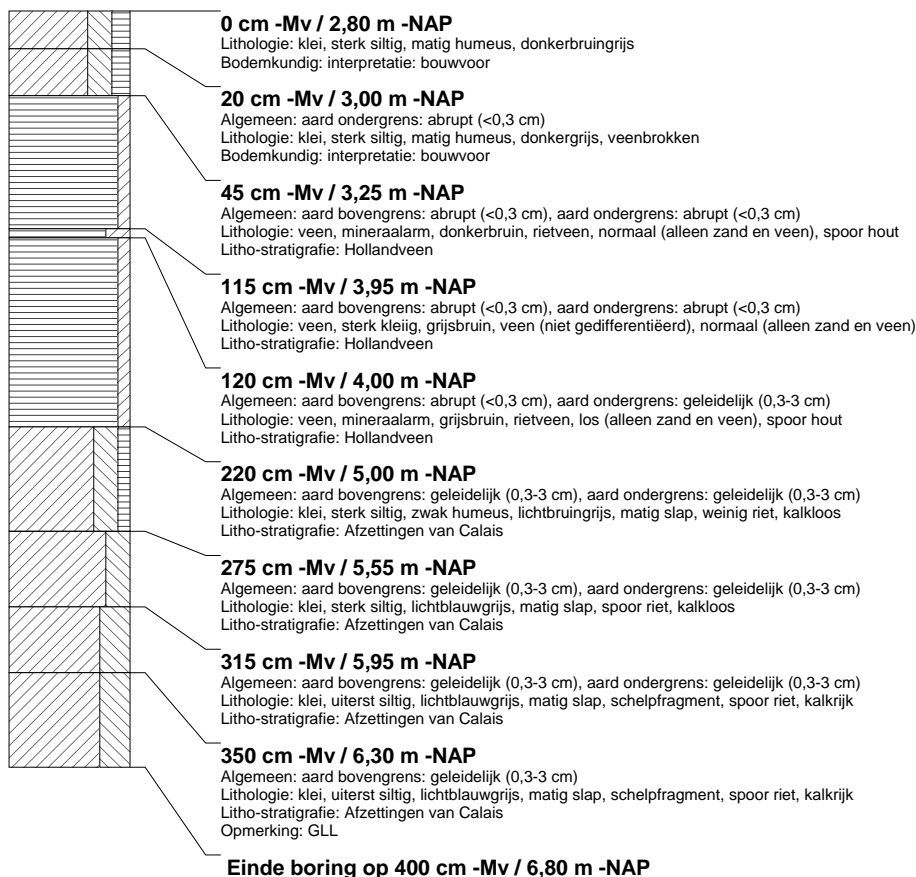 0 cm -Mv / 2,80 m -NAP
Lithologie: klei, sterk siltig, matig humeus, donkerbruingrijs
Bodemkundig: interpretatie: bouwvoor
20 cm -Mv / 3,00 m -NAP
Algemeen: aard ondergrens: abrupt (<0,3 cm)
Lithologie: klei, sterk siltig, matig humeus, donkergrijs, veenbrokken
Bodemkundig: interpretatie: bouwvoor
45 cm -Mv / 3,25 m -NAP
Algemeen: aard bovengrens: abrupt (<0,3 cm), aard ondergrens: abrupt (<0,3 cm)
Lithologie: veen, mineraalarm, donkerbruin, rietveen, normaal (alleen zand en veen), spoor hout
Litho-stratigrafie: Hollandveen
115 cm -Mv / 3,95 m -NAP
Algemeen: aard bovengrens: abrupt (<0,3 cm), aard ondergrens: abrupt (<0,3 cm)
Lithologie: veen, sterk kleiig, grijsbruin, veen (niet gedifferentiëerd), normaal (alleen zand en veen)
Litho-stratigrafie: Hollandveen
120 cm -Mv / 4,00 m -NAP
Algemeen: aard bovengrens: abrupt (<0,3 cm), aard ondergrens: geleidelijk (0,3-3 cm)
Lithologie: veen, mineraalarm, grijsbruin, rietveen, los (alleen zand en veen), spoor hout
Litho-stratigrafie: Hollandveen
220 cm -Mv / 5,00 m -NAP
Algemeen: aard bovengrens: geleidelijk (0,3-3 cm), aard ondergrens: geleidelijk (0,3-3 cm)
Lithologie: klei, sterk siltig, zwak humeus, lichtbruingrijs, matig slap, weinig riet, kalkloos
Litho-stratigrafie: Afzettingen van Calais
275 cm -Mv / 5,55 m -NAP
Algemeen: aard bovengrens: geleidelijk (0,3-3 cm), aard ondergrens: geleidelijk (0,3-3 cm)
Lithologie: klei, sterk siltig, lichtblauwgrijs, matig slap, spoor riet, kalkloos
Litho-stratigrafie: Afzettingen van Calais
315 cm -Mv / 5,95 m -NAP
Algemeen: aard bovengrens: geleidelijk (0,3-3 cm), aard ondergrens: geleidelijk (0,3-3 cm)
Lithologie: klei, uiterst siltig, lichtblauwgrijs, matig slap, schelpfragment, spoor riet, kalkrijk
Litho-stratigrafie: Afzettingen van Calais
350 cm -Mv / 6,30 m -NAP
Algemeen: aard bovengrens: geleidelijk (0,3-3 cm)
Lithologie: klei, uiterst siltig, lichtblauwgrijs, matig slap, schelpfragment, spoor riet, kalkrijk
Litho-stratigrafie: Afzettingen van Calais
Opmerking: GLL
Einde boring op 400 cm -Mv / 6,80 m -NAP